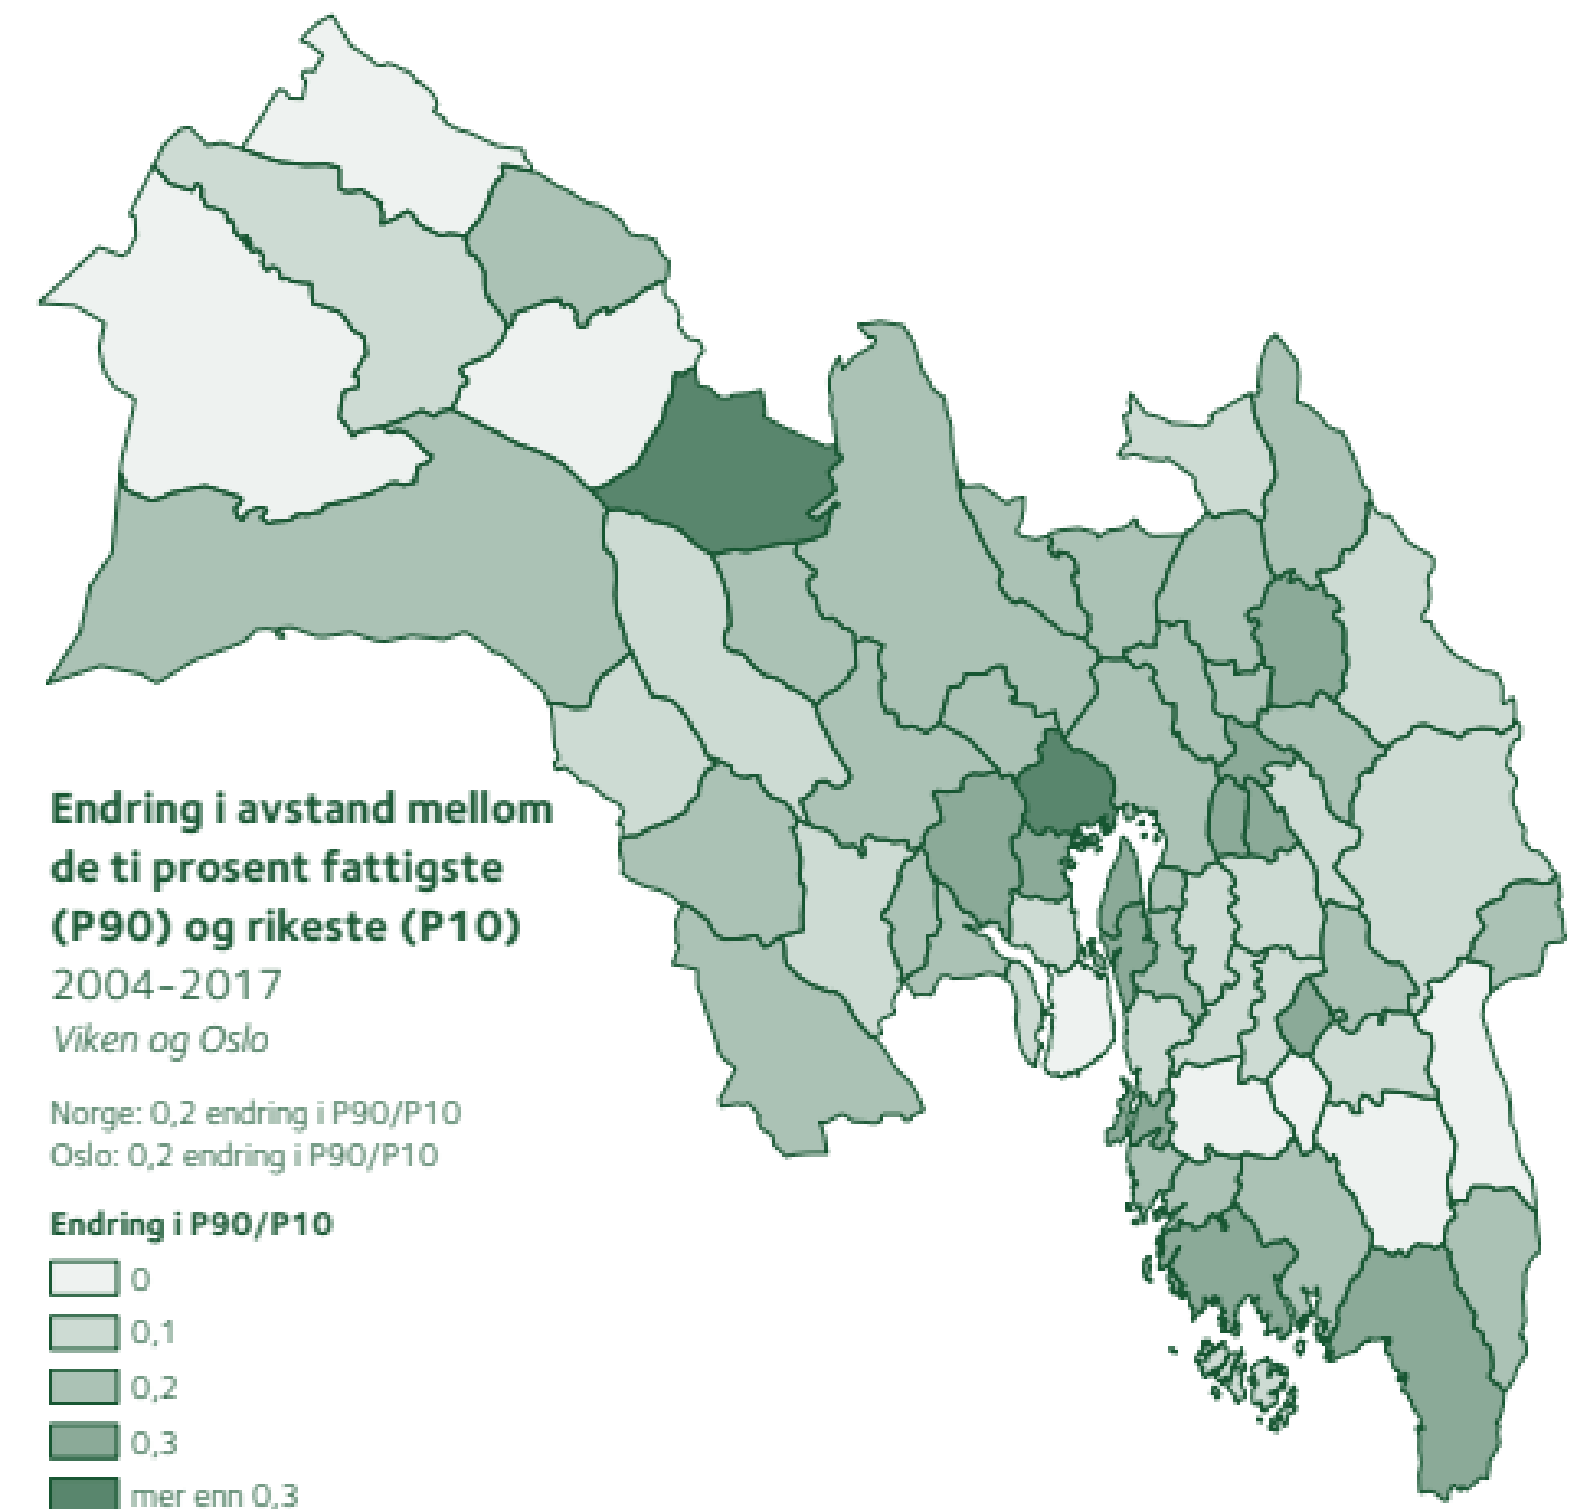 Endring i avstand mellom
de ti prosent fattigste
(P90) og rikeste (P10)
2004-2017
Viken og Oslo
Norge: 0,2 endring i P90/P10
Oslo: 0,2 endring i P90/P10
Endring i P90/P10
0
0,1
0,2
0,3
mer enn 0,3